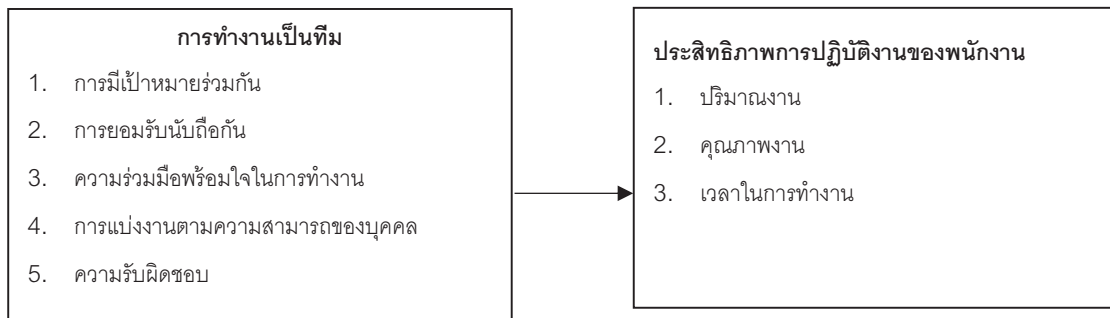 การทำงานเป็นทีม
1. การมีเป้าหมายร่วมกัน
2. การยอมรับนับถือกัน
3. ความร่วมมือพร้อมใจในการทำงาน
4. การแบ่งงานตามความสามารถของบุคคล
5. ความรับผิดชอบ
ประสิทธิภาพการปฏิบัติงานของพนักงาน
1. ปริมาณงาน
2. คุณภาพงาน
3. เวลาในการทำงาน